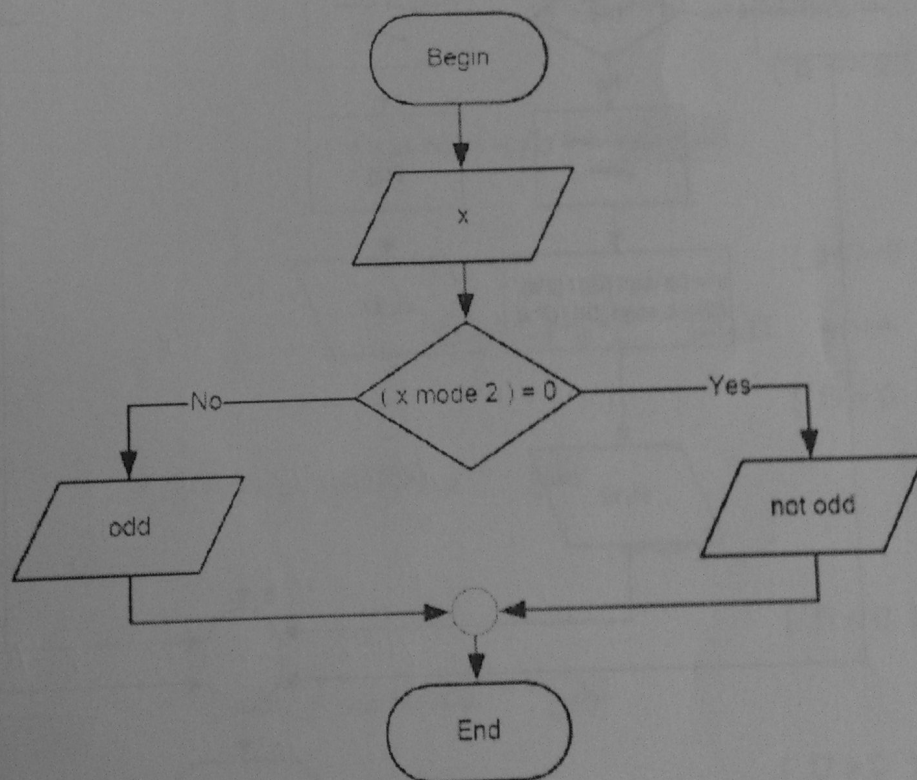 Begin
x
( x mode 2 ) = 0
No
Yes
odd
not odd
End